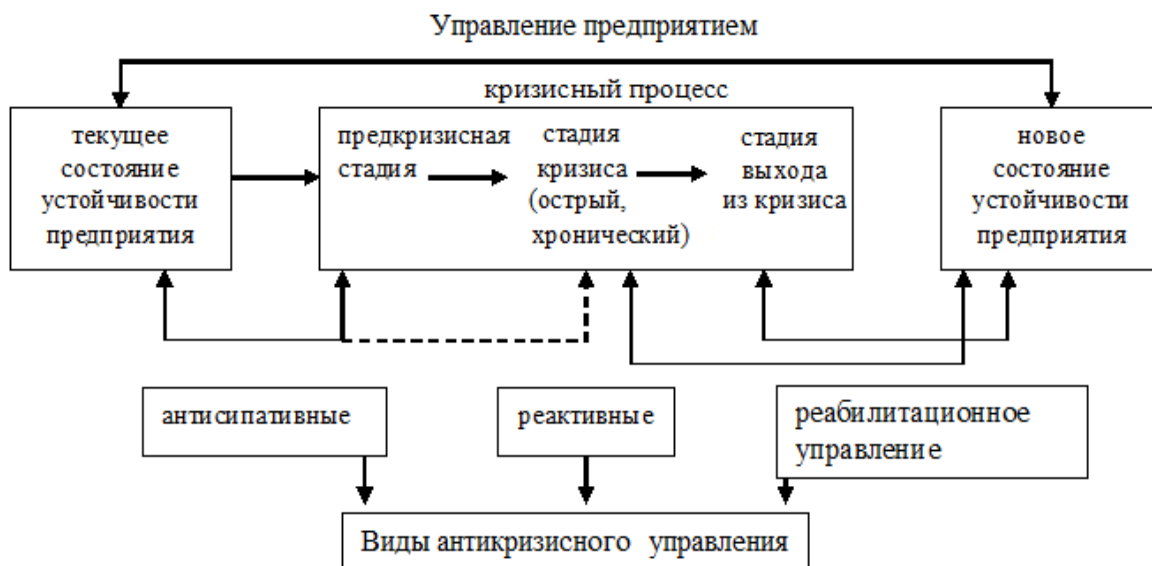 Управление предприятием
кризисный процесс
текущее
состояние
устойчивости
предприятия
предкризисная
стадия
стадия
кризиса
(острый,
хронический)
стадия
выхода
из кризиса
новое
состояние
устойчивости
предприятия
антисипативные
реактивные
реабилитационное
управление
Виды антикризисного управления